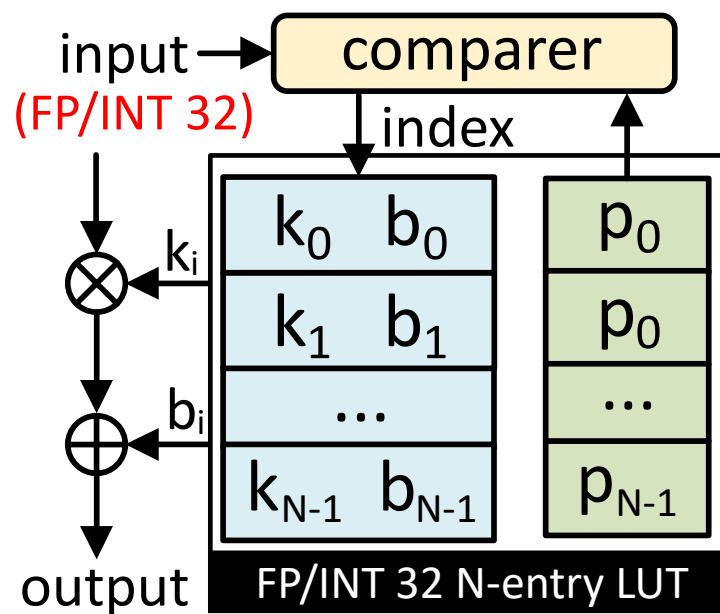 input
comparer
(FP/INT 32)
index
k0 b0
p0
ki
k1 b1
p0
...
...
bi
kN-1 bN-1
pN-1
output
FP/INT 32 N-entry LUT